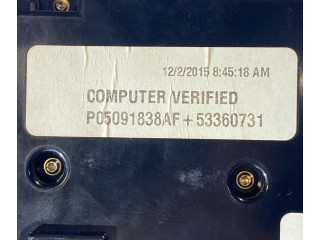 12/2/2015 8:45:18 AM
COMPUTER VERIFIED
P05091838AF + 53360731